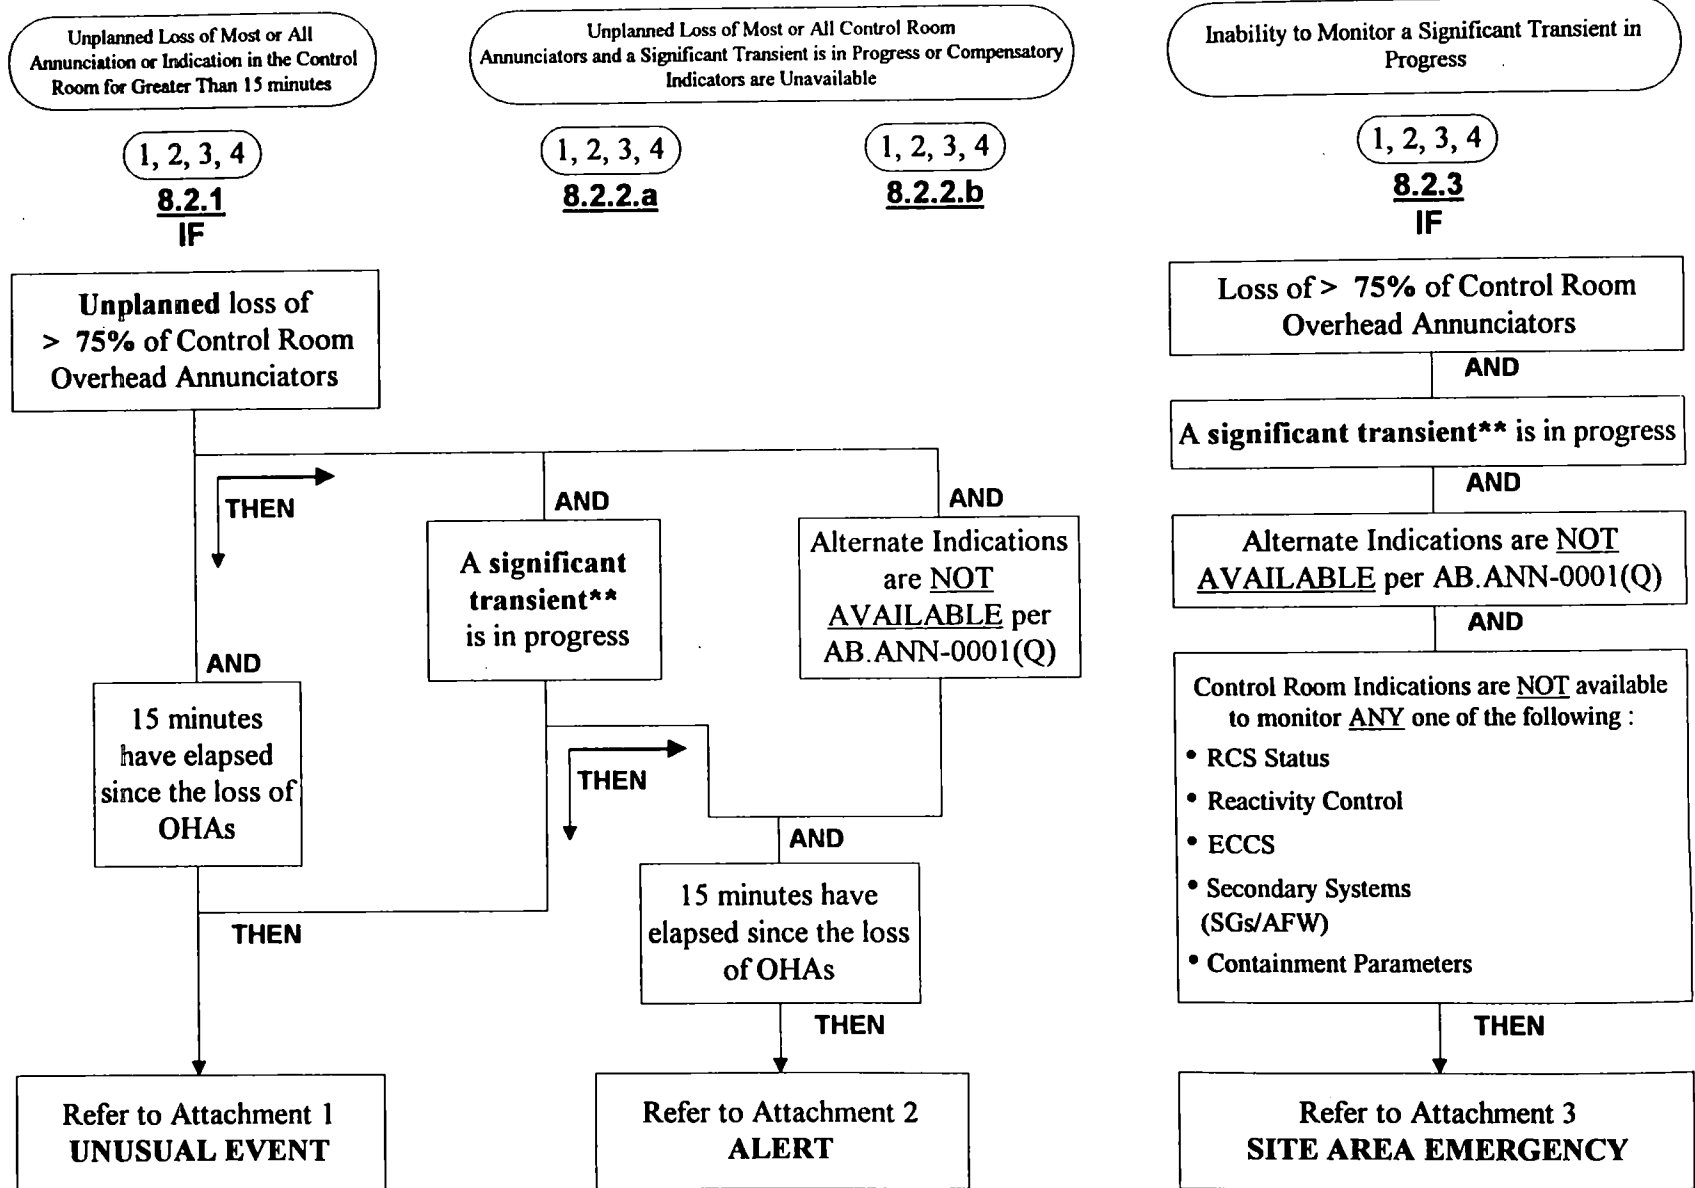 Unplanned Loss of Most or All
Annunciation or Indication in the Control
Room for Greater Than 15 minutes
Unplanned Loss of Most or All Control Room
Annunciators and a Significant Transient is in Progress or Compensatory
Indicators are Unavailable
Inability to Monitor a Significant Transient in
Progress
1, 2, 3, 4
1, 2, 3, 4
1, 2, 3, 4
1, 2, 3, 4
8.2.1
IF
8.2.2.a
8.2.2.b
8.2.3
IF
Unplanned loss of
> 75% of Control Room
Overhead Annunciators
THEN
AND
A significant
transient**
is in progress
AND
Alternate Indications
are NOT
AVAILABLE per
AB.ANN-0001(Q)
AND
15 minutes
have elapsed
since the loss of
OHAs
THEN
THEN
AND
15 minutes have
elapsed since the loss
of OHAs
THEN
Refer to Attachment 1
UNUSUAL EVENT
Refer to Attachment 2
ALERT
Loss of > 75% of Control Room
Overhead Annunciators
AND
A significant transient** is in progress
AND
Alternate Indications are NOT
AVAILABLE per AB.ANN-0001(Q)
AND
Control Room Indications are NOT available
to monitor ANY one of the following :
• RCS Status
• Reactivity Control
• ECCS
• Secondary Systems
(SGs/AFW)
• Containment Parameters
THEN
Refer to Attachment 3
SITE AREA EMERGENCY